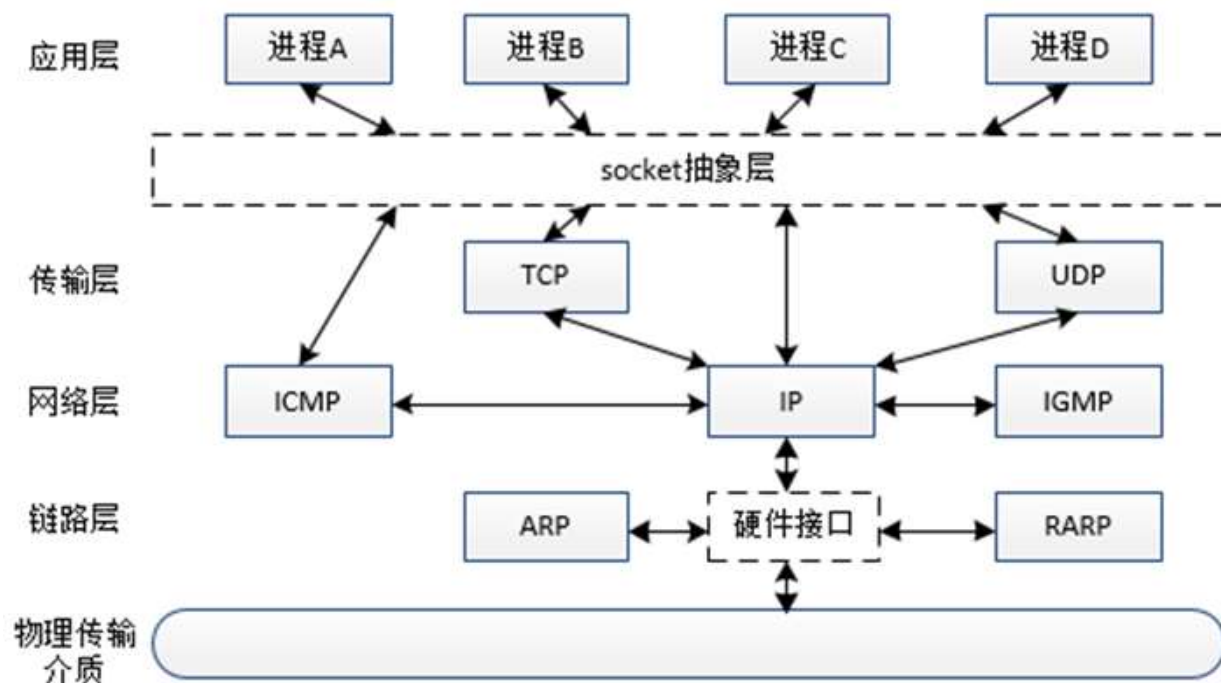 应用层 进程A 进程B 进程C 进程D
socket抽象层
传输层 TCP UDP
网络层 ICMP IP IGMP
链路层 ARP 硬件接口 RARP
物理传输
介质